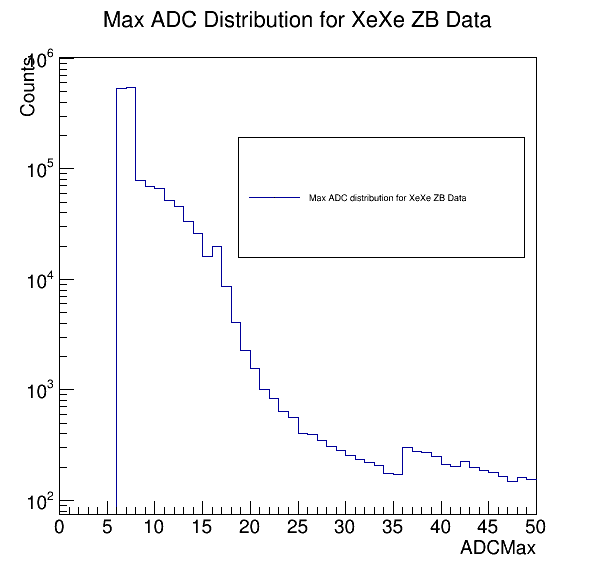 Max ADC Distribution for XeXe ZB Data
Counts
10^6
10^5
10^4
10^3
10^2
Max ADC distribution for XeXe ZB Data
0 5 10 15 20 25 30 35 40 45 50
ADCMax